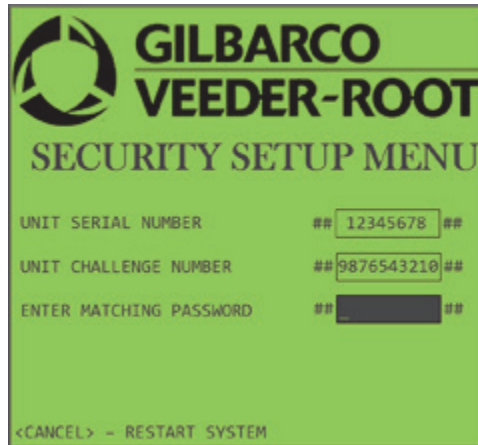 GILBARCO
VEEDER-ROOT
SECURITY SETUP MENU
UNIT SERIAL NUMBER ## 12345678 ##
UNIT CHALLENGE NUMBER ## 9876543210 ##
ENTER MATCHING PASSWORD ## _ ##
<CANCEL> - RESTART SYSTEM